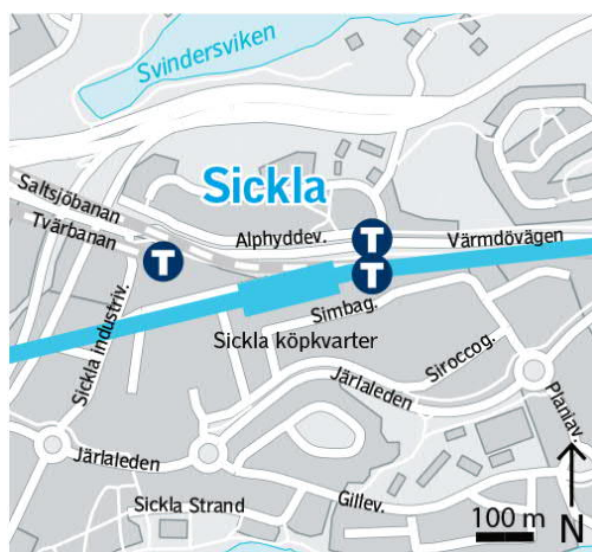 Svindersviken
Sickla
Saltsjöbanan
Tvärbanan
T
T
T
Alphyddev.
Värmdövägen
Simbag.
Sickla köpkvarter
Sickla industriv.
Siroccog.
Järlaleden
Planiav.
Järlaleden
Sickla Strand
Gillev.
100 m
N